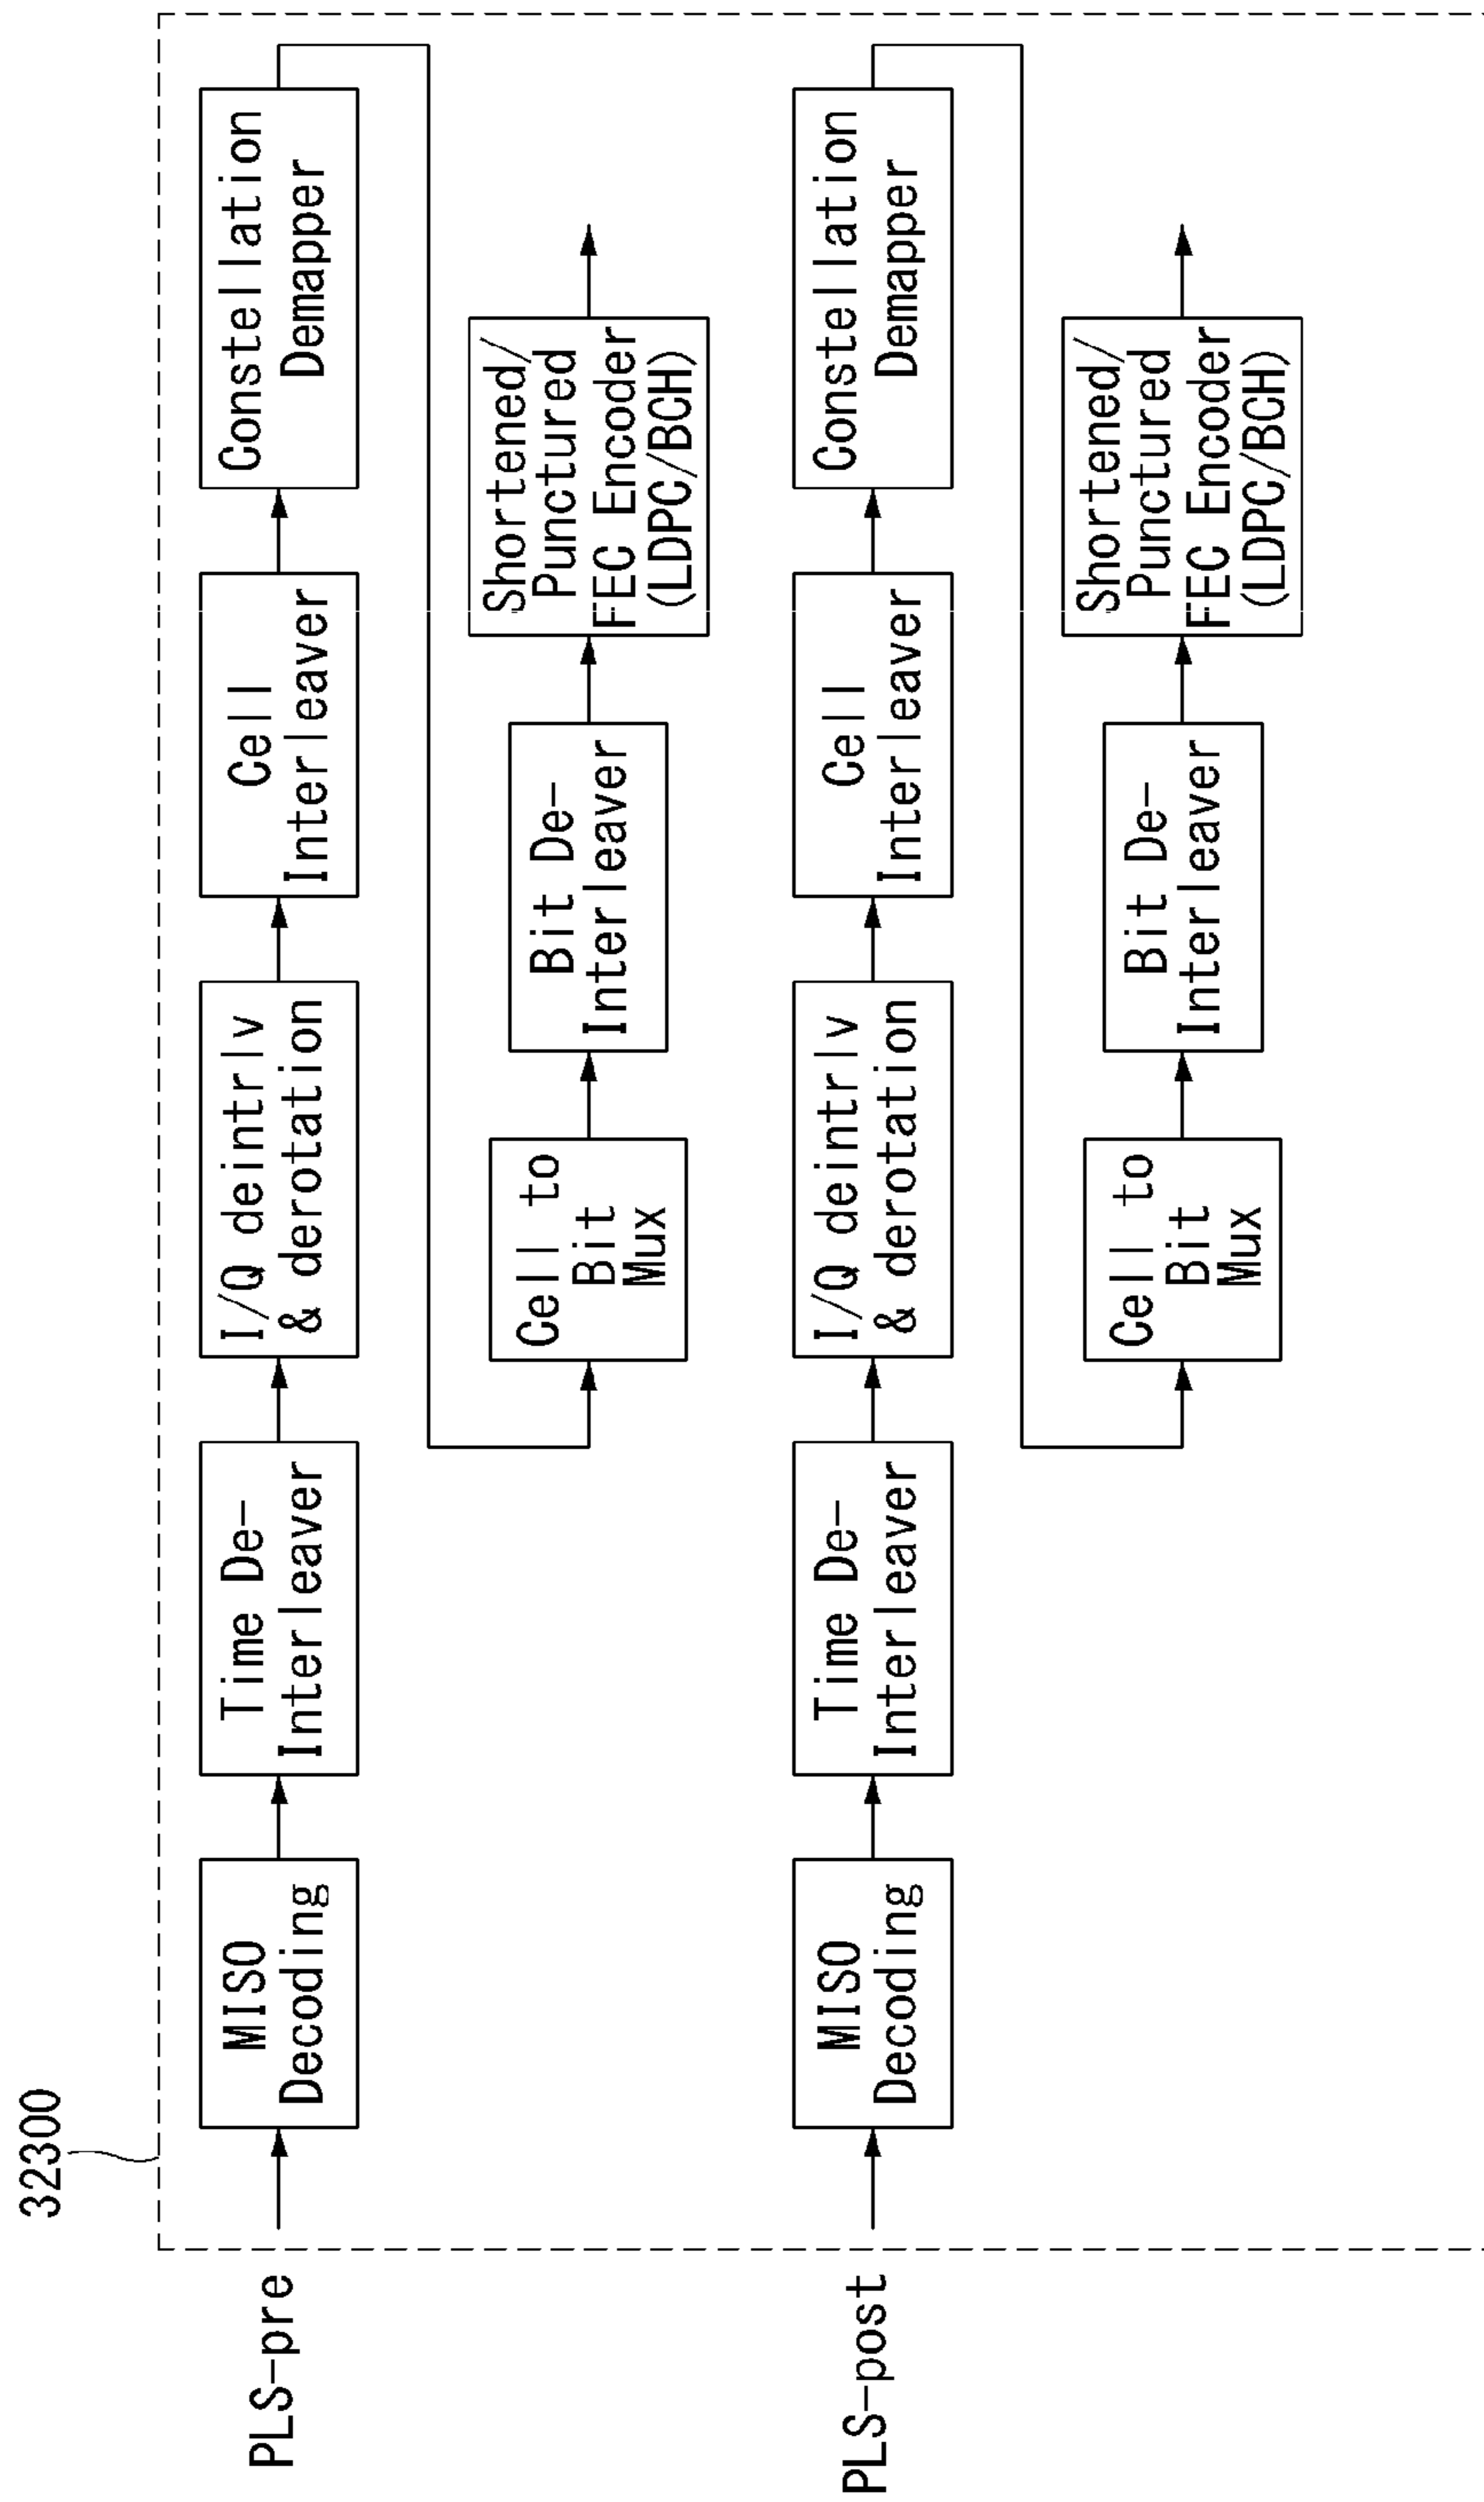 32300
PLS-pre
MISO
Decoding
Time De-
Interleaver
I/Q deintrlv
& derotation
Cell
Interleaver
Constellation
Demapper
Cell to
Bit
Mux
Bit De-
Interleaver
Shortened/
Punctured
FEC Encoder
(LDPC/BCH)
PLS-post
MISO
Decoding
Time De-
Interleaver
I/Q deintrlv
& derotation
Cell
Interleaver
Constellation
Demapper
Cell to
Bit
Mux
Bit De-
Interleaver
Shortened/
Punctured
FEC Encoder
(LDPC/BCH)